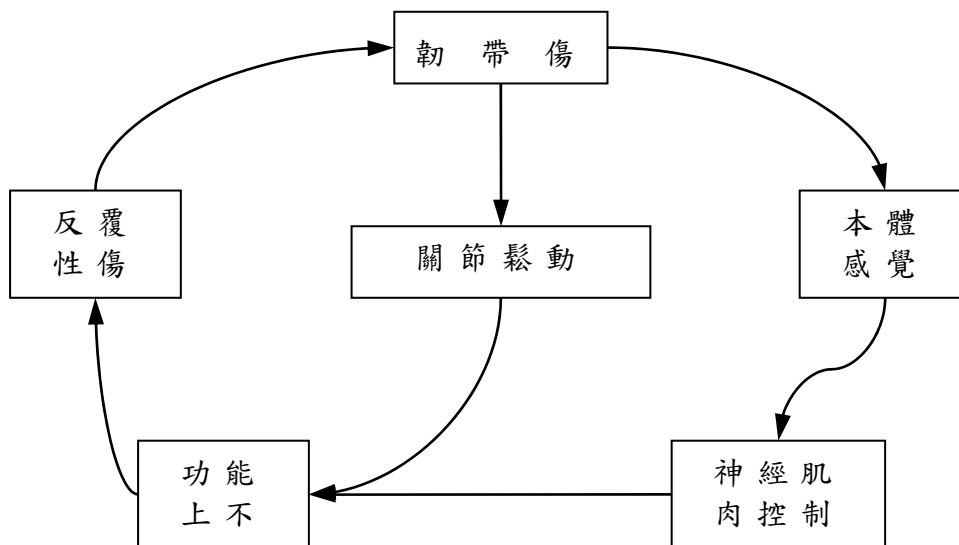 韌 帶 傷
反 覆
性 傷
關 節 鬆 動
本 體
感 覺
功 能
上 不
神 經 肌
肉 控 制